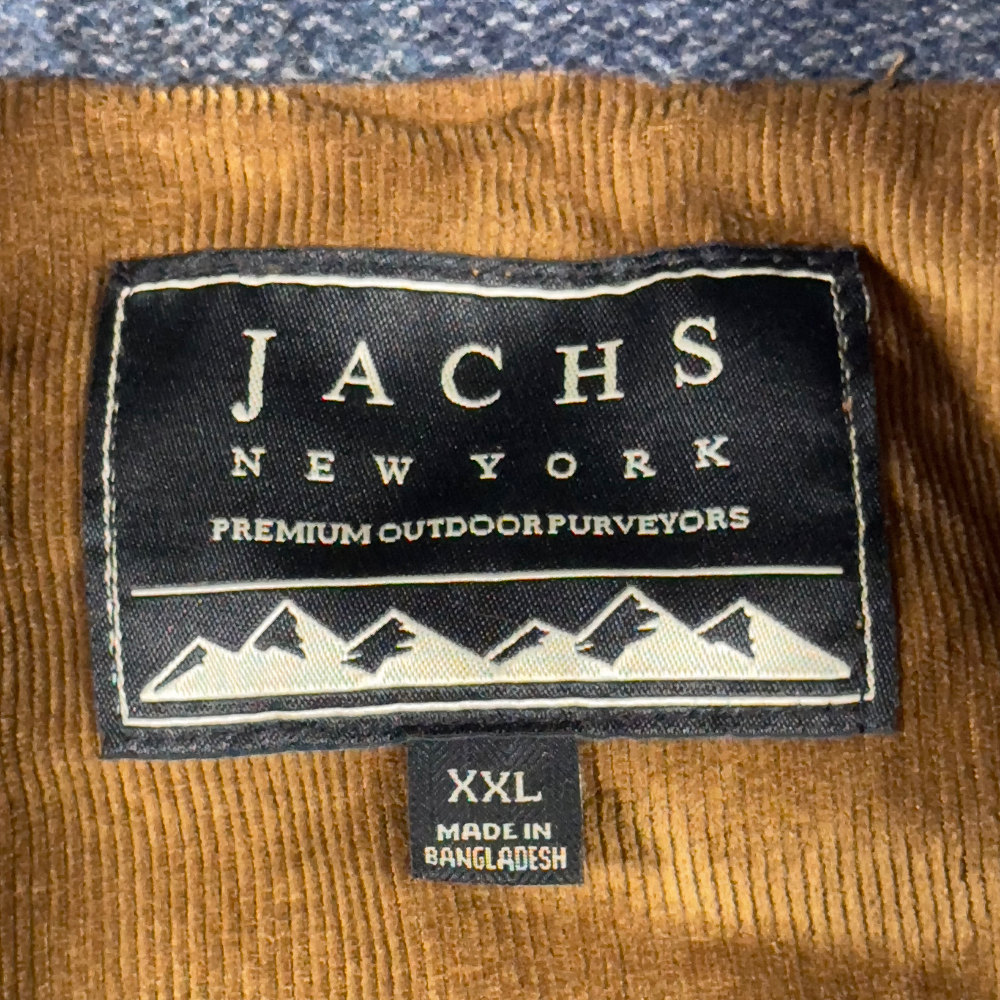 JACHS
NEW YORK
PREMIUM OUTDOOR PURVEYORS
XXL
MADE IN
BANGLADESH